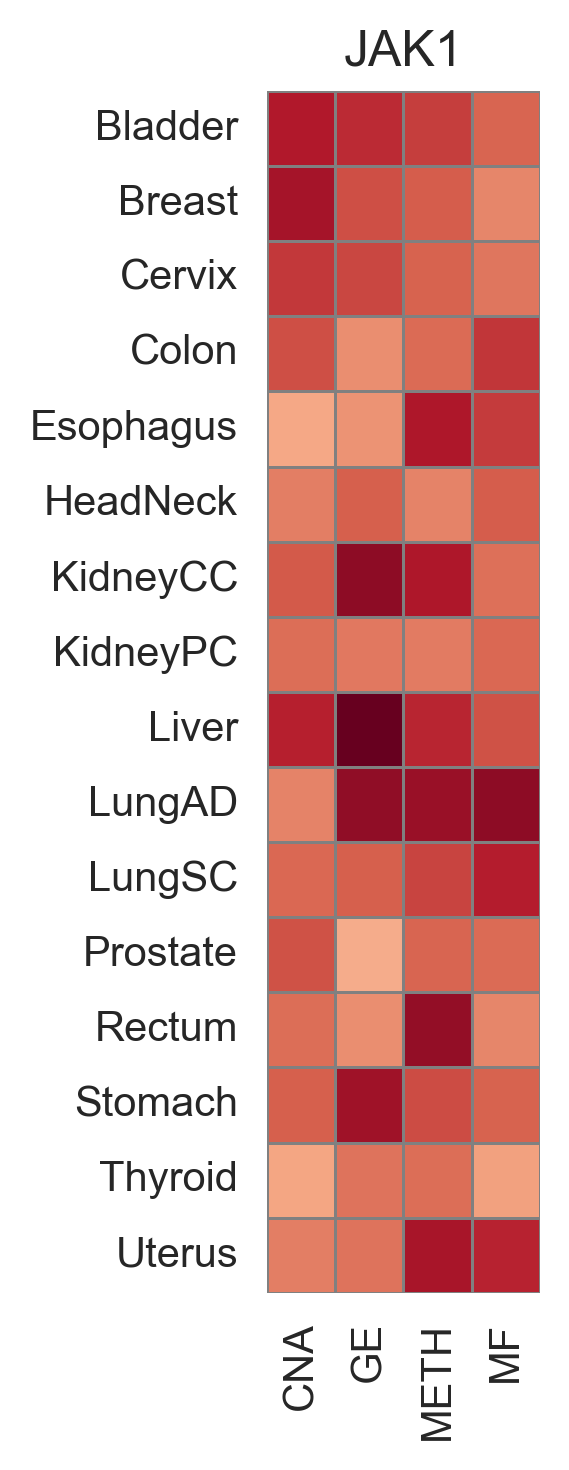 JAK1
Bladder
Breast
Cervix
Colon
Esophagus
HeadNeck
KidneyCC
KidneyPC
Liver
LungAD
LungSC
Prostate
Rectum
Stomach
Thyroid
Uterus
CNA
GE
METH
MF